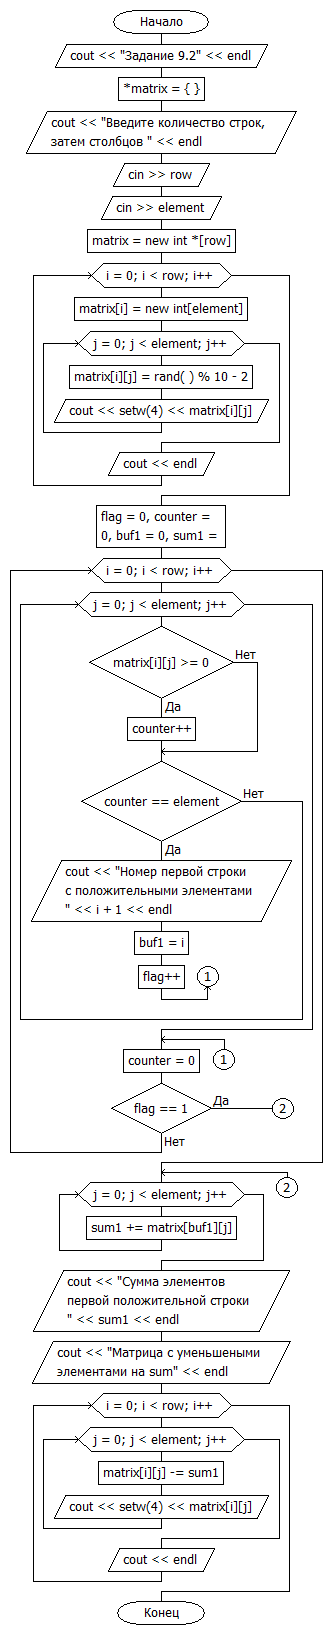 Начало
cout << "Задание 9.2" << endl
*matrix = { }
cout << "Введите количество строк,
затем столбцов " << endl
cin >> row
cin >> element
matrix = new int *[row]
i = 0; i < row; i++
matrix[i] = new int[element]
j = 0; j < element; j++
matrix[i][j] = rand( ) % 10 - 2
cout << setw(4) << matrix[i][j]
cout << endl
flag = 0, counter =
0, buf1 = 0, sum1 =
i = 0; i < row; i++
j = 0; j < element; j++
matrix[i][j] >= 0
Нет
Да
counter++
counter == element
Нет
Да
cout << "Номер первой строки
с положительными элементами
" << i + 1 << endl
buf1 = i
flag++
1
counter = 0
1
flag == 1
Да
2
Нет
2
j = 0; j < element; j++
sum1 += matrix[buf1][j]
cout << "Сумма элементов
первой положительной строки
" << sum1 << endl
cout << "Матрица с уменьшеными
элементами на sum" << endl
i = 0; i < row; i++
j = 0; j < element; j++
matrix[i][j] -= sum1
cout << setw(4) << matrix[i][j]
cout << endl
Конец